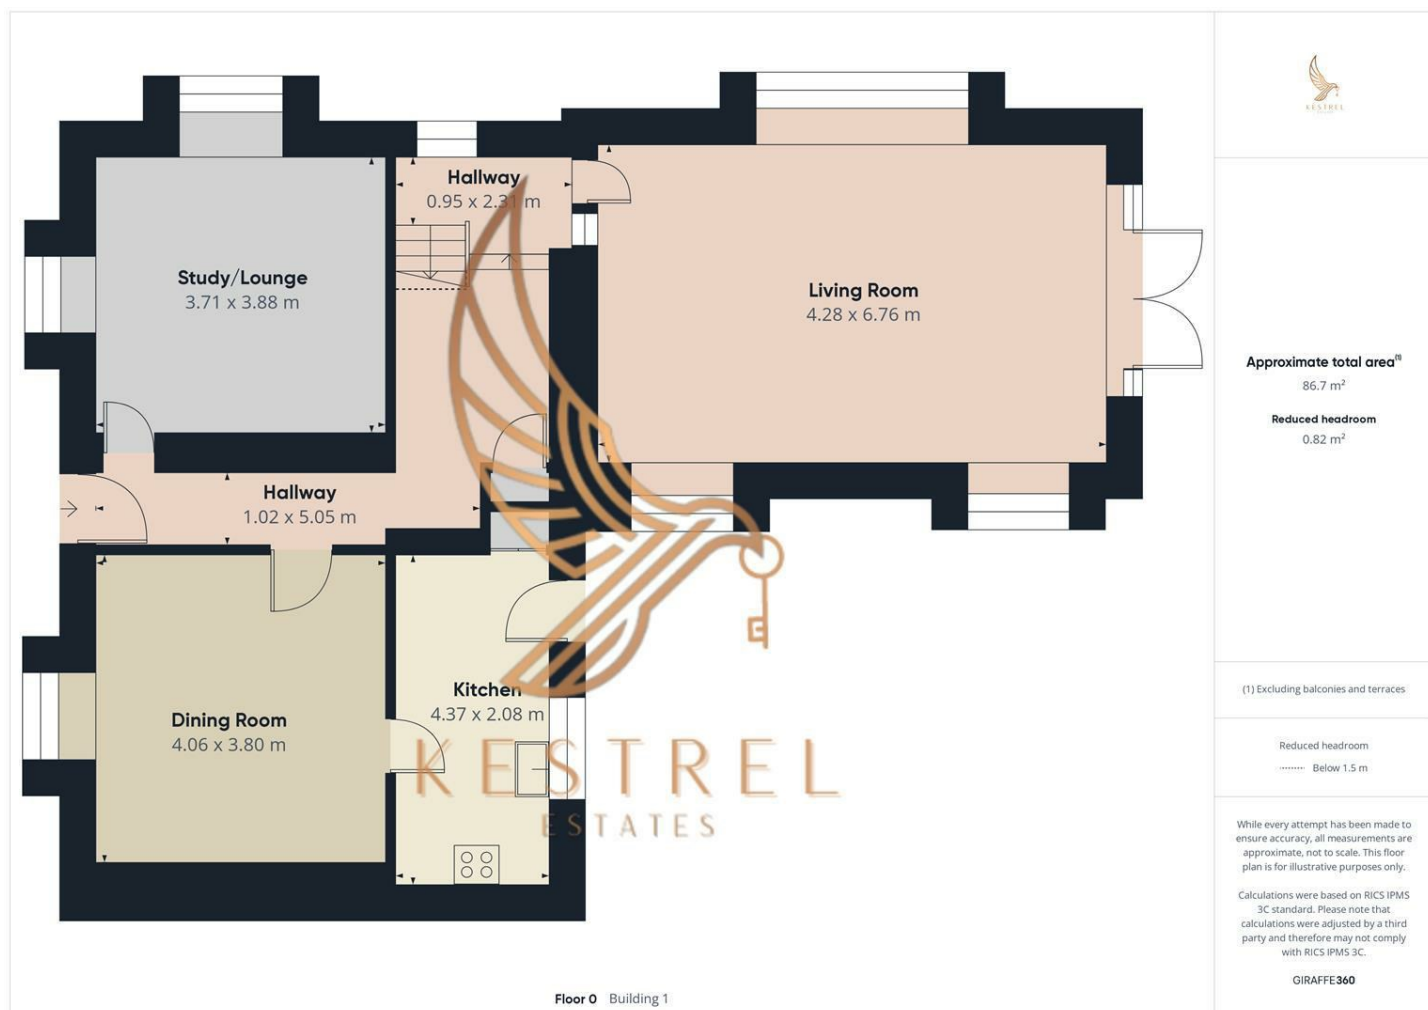 Hallway
0.95 x 2.31 m
Study/Lounge
3.71 x 3.88 m
Living Room
4.28 x 6.76 m
Hallway
1.02 x 5.05 m
Dining Room
4.06 x 3.80 m
Kitchen
4.37 x 2.08 m
KESTREL
ESTATES
Floor 0 Building 1
KESTREL
Approximate total area(1)
86.7 m²
Reduced headroom
0.82 m²
(1) Excluding balconies and terraces
Reduced headroom
Below 1.5 m
While every attempt has been made to
ensure accuracy, all measurements are
approximate, not to scale. This floor
plan is for illustrative purposes only.
Calculations were based on RICS IPMS
3C standard. Please note that
calculations were adjusted by a third
party and therefore may not comply
with RICS IPMS 3C.
GIRAFFE360